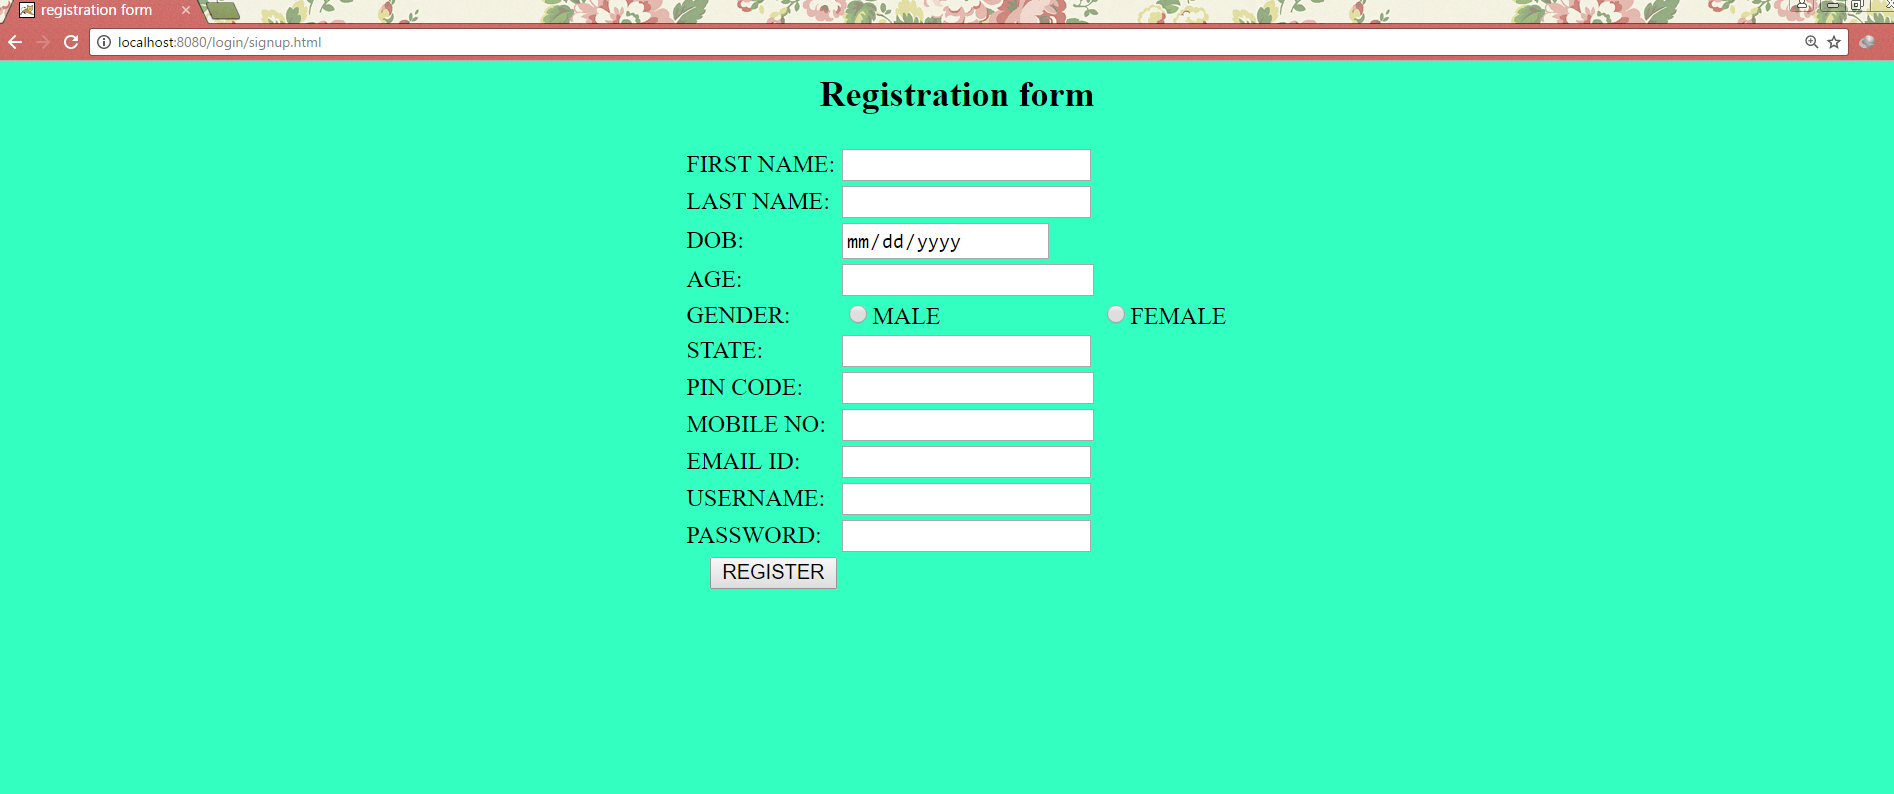 registration form
localhost:8080/login/signup.html
Registration form
FIRST NAME:
LAST NAME:
DOB: mm/dd/yyyy
AGE:
GENDER: MALE FEMALE
STATE:
PIN CODE:
MOBILE NO:
EMAIL ID:
USERNAME:
PASSWORD:
REGISTER